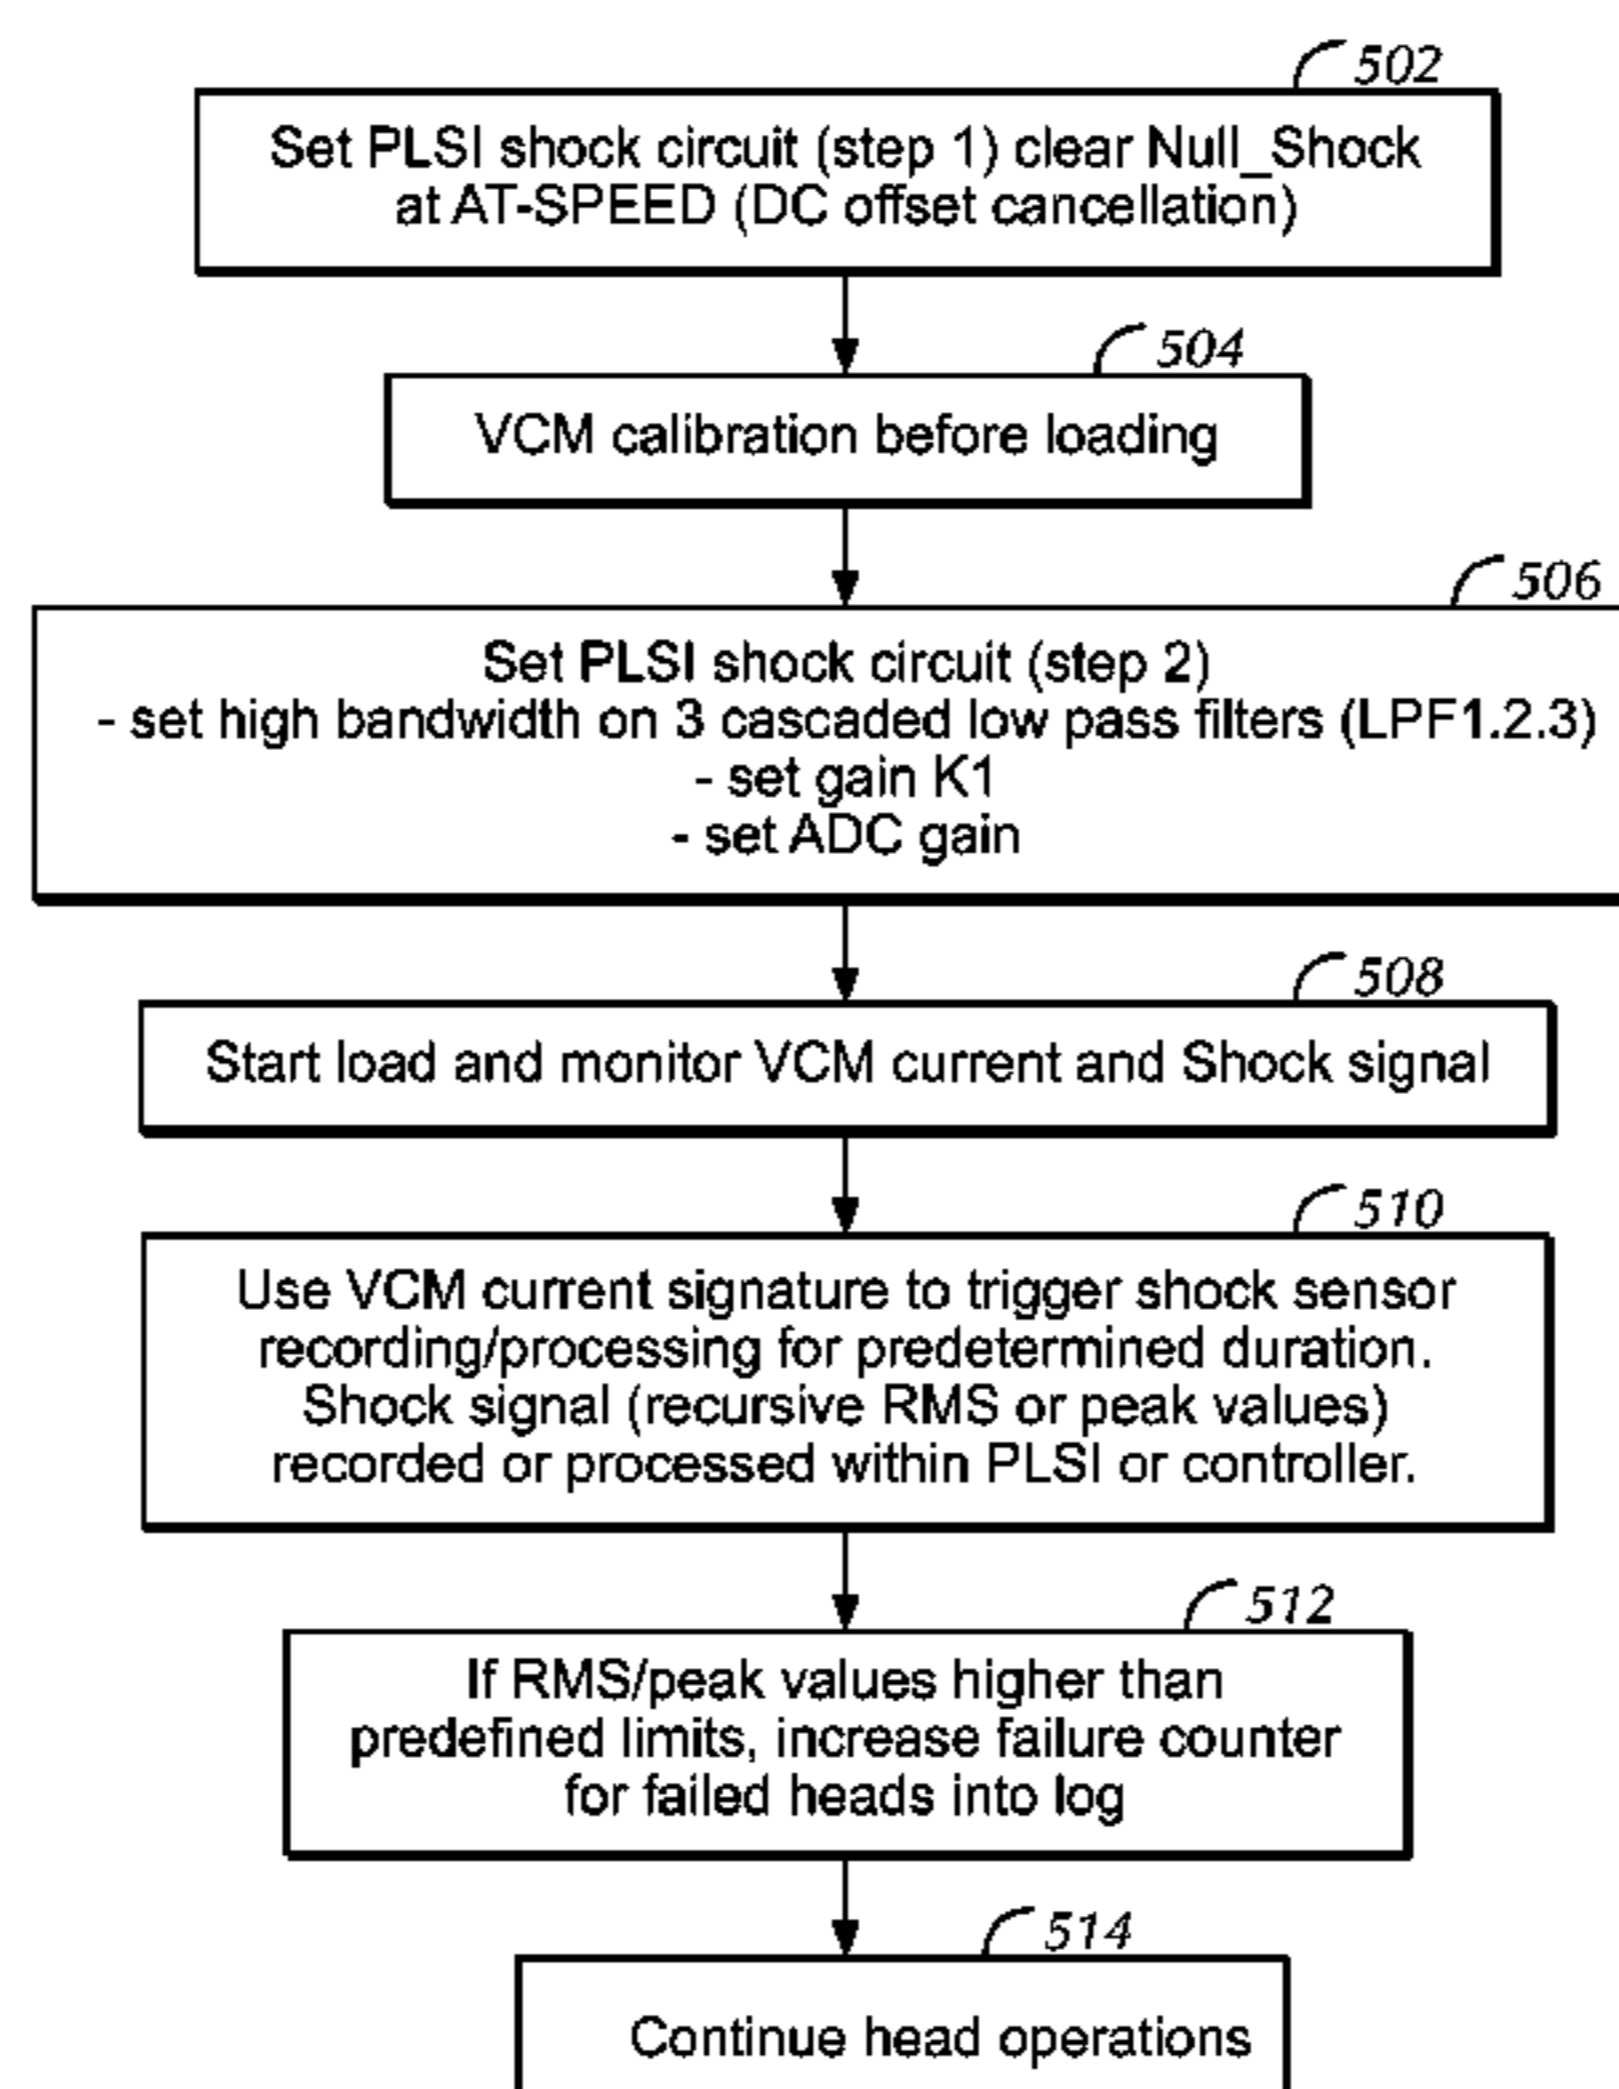 502
Set PLSI shock circuit (step 1) clear Null_Shock
at AT-SPEED (DC offset cancellation)
504
VCM calibration before loading
506
Set PLSI shock circuit (step 2)
- set high bandwidth on 3 cascaded low pass filters (LPF1.2.3)
- set gain K1
- set ADC gain
508
Start load and monitor VCM current and Shock signal
510
Use VCM current signature to trigger shock sensor
recording/processing for predetermined duration.
Shock signal (recursive RMS or peak values)
recorded or processed within PLSI or controller.
512
If RMS/peak values higher than
predefined limits, increase failure counter
for failed heads into log
514
Continue head operations